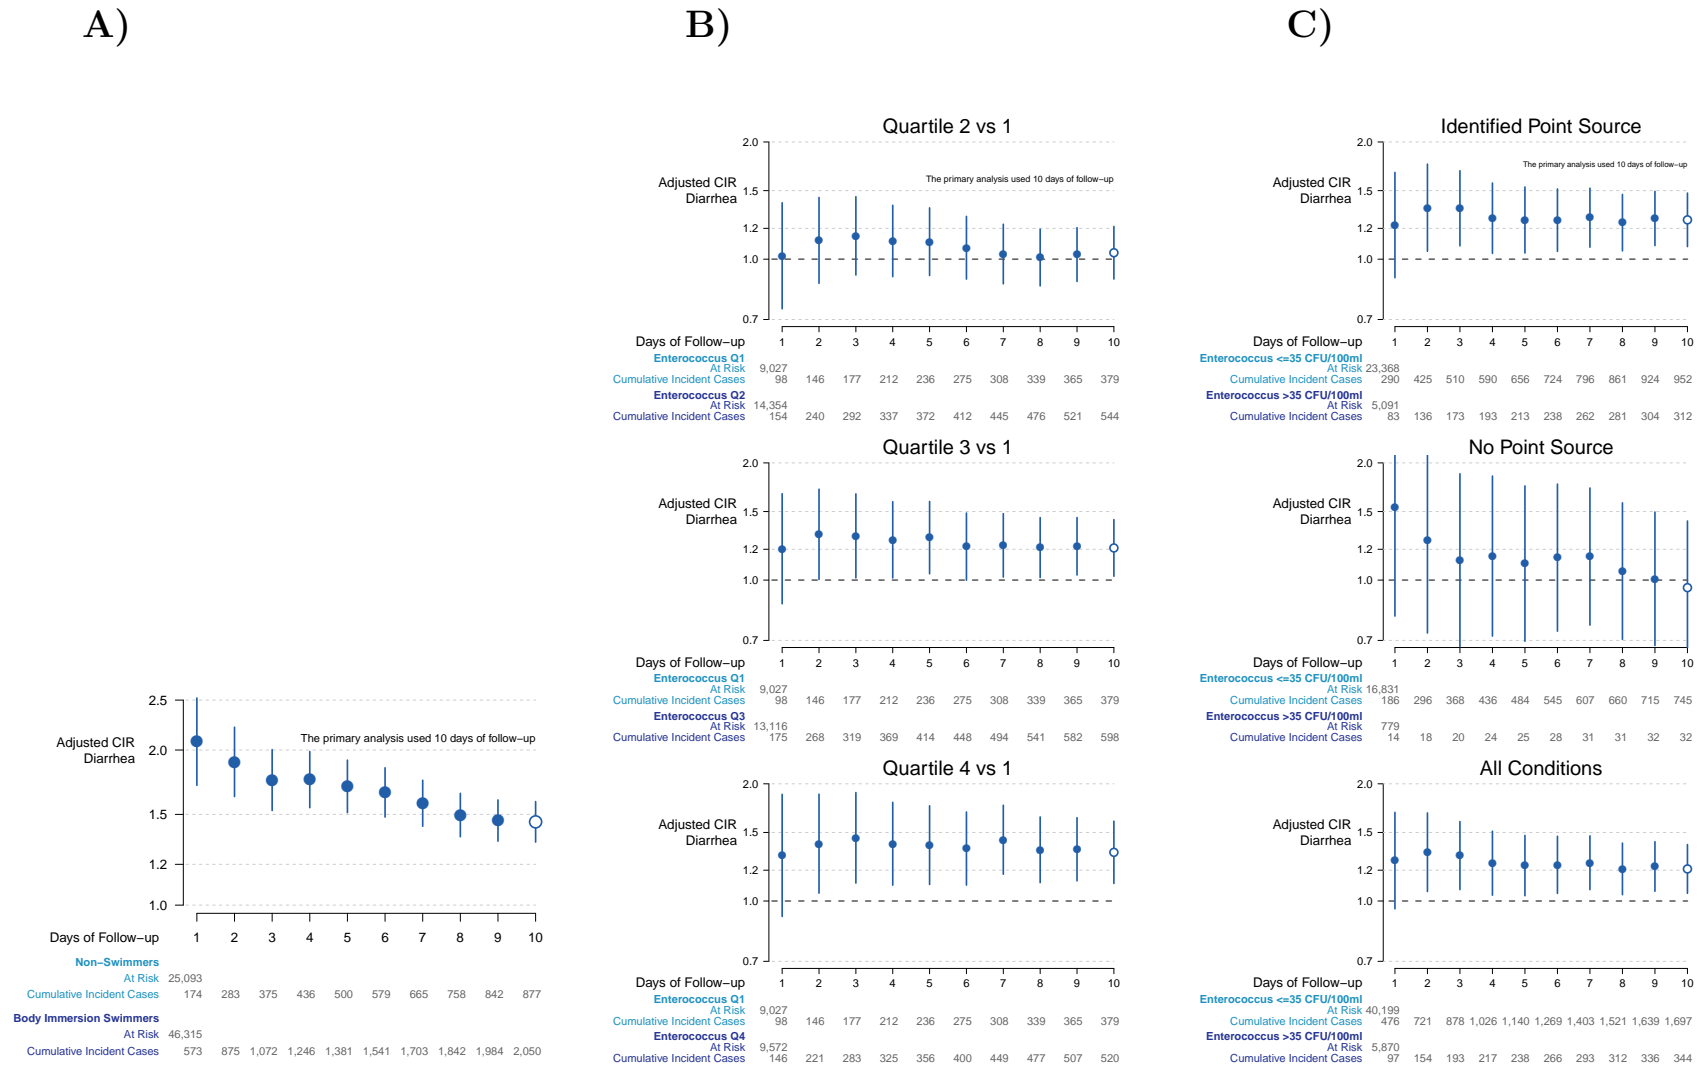 A)
2.5
2.0
1.5
1.2
1.0
Adjusted CIR
Diarrhea
The primary analysis used 10 days of follow−up
Days of Follow−up 1 2 3 4 5 6 7 8 9 10
Non−Swimmers
At Risk 25,093
Cumulative Incident Cases 174 283 375 436 500 579 665 758 842 877
Body Immersion Swimmers
At Risk 46,315
Cumulative Incident Cases 573 875 1,072 1,246 1,381 1,541 1,703 1,842 1,984 2,050
B)
Quartile 2 vs 1
2.0
1.5
1.2
1.0
0.7
Adjusted CIR
Diarrhea
The primary analysis used 10 days of follow−up
Days of Follow−up 1 2 3 4 5 6 7 8 9 10
Enterococcus Q1
At Risk 9,027
Cumulative Incident Cases 98 146 177 212 236 275 308 339 365 379
Enterococcus Q2
At Risk 14,354
Cumulative Incident Cases 154 240 292 337 372 412 445 476 521 544
Quartile 3 vs 1
2.0
1.5
1.2
1.0
0.7
Adjusted CIR
Diarrhea
Days of Follow−up 1 2 3 4 5 6 7 8 9 10
Enterococcus Q1
At Risk 9,027
Cumulative Incident Cases 98 146 177 212 236 275 308 339 365 379
Enterococcus Q3
At Risk 13,116
Cumulative Incident Cases 175 268 319 369 414 448 494 541 582 598
Quartile 4 vs 1
2.0
1.5
1.2
1.0
0.7
Adjusted CIR
Diarrhea
Days of Follow−up 1 2 3 4 5 6 7 8 9 10
Enterococcus Q1
At Risk 9,027
Cumulative Incident Cases 98 146 177 212 236 275 308 339 365 379
Enterococcus Q4
At Risk 9,572
Cumulative Incident Cases 146 221 283 325 356 400 449 477 507 520
C)
Identified Point Source
2.0
1.5
1.2
1.0
0.7
Adjusted CIR
Diarrhea
The primary analysis used 10 days of follow−up
Days of Follow−up 1 2 3 4 5 6 7 8 9 10
Enterococcus <=35 CFU/100ml
At Risk 23,368
Cumulative Incident Cases 290 425 510 590 656 724 796 861 924 952
Enterococcus >35 CFU/100ml
At Risk 5,091
Cumulative Incident Cases 83 136 173 193 213 238 262 281 304 312
No Point Source
2.0
1.5
1.2
1.0
0.7
Adjusted CIR
Diarrhea
Days of Follow−up 1 2 3 4 5 6 7 8 9 10
Enterococcus <=35 CFU/100ml
At Risk 16,831
Cumulative Incident Cases 186 296 368 436 484 545 607 660 715 745
Enterococcus >35 CFU/100ml
At Risk 779
Cumulative Incident Cases 14 18 20 24 25 28 31 31 32 32
All Conditions
2.0
1.5
1.2
1.0
0.7
Adjusted CIR
Diarrhea
Days of Follow−up 1 2 3 4 5 6 7 8 9 10
Enterococcus <=35 CFU/100ml
At Risk 40,199
Cumulative Incident Cases 476 721 878 1,026 1,140 1,269 1,403 1,521 1,639 1,697
Enterococcus >35 CFU/100ml
At Risk 5,870
Cumulative Incident Cases 97 154 193 217 238 266 293 312 336 344